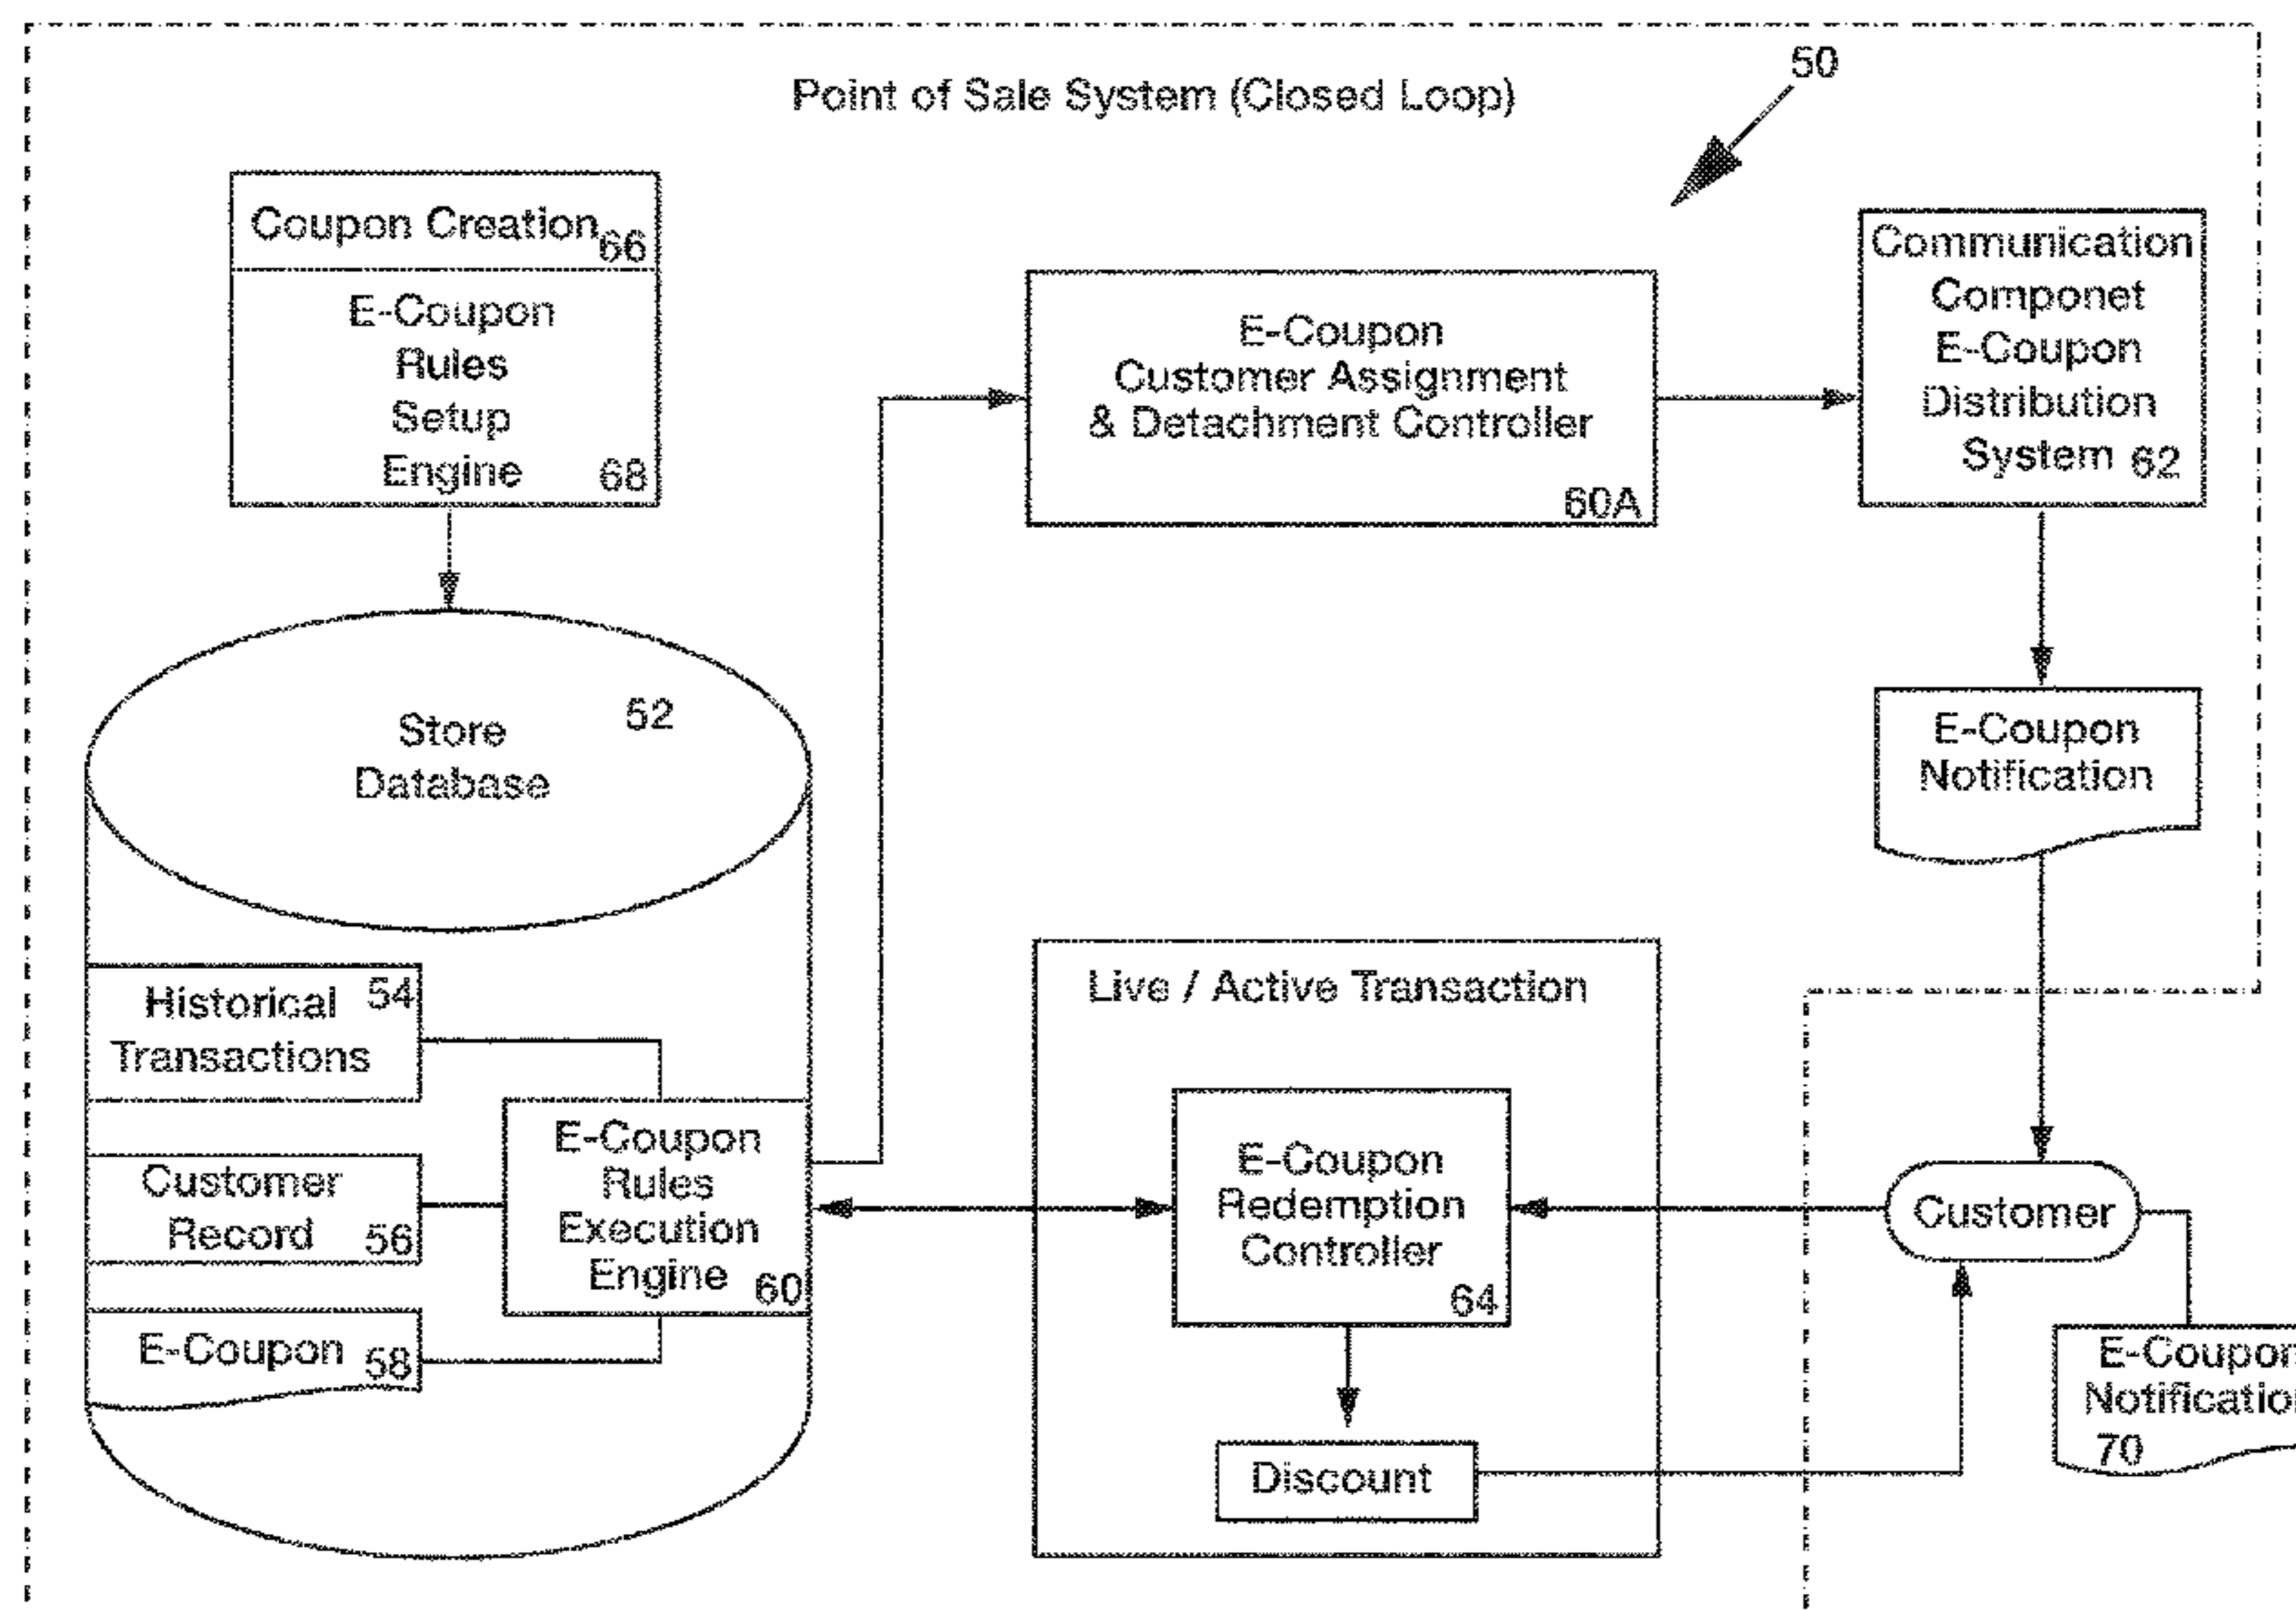 50
Point of Sale System (Closed Loop)
Coupon Creation
66
E-Coupon
Rules
Setup
Engine
68
E-Coupon
Customer Assignment
& Detachment Controller
60A
Communication
Componet
E-Coupon
Distribution
System 62
Store
Database
52
E-Coupon
Notification
Historical
Transactions
54
Customer
Record
56
E-Coupon
58
E-Coupon
Rules
Execution
Engine
60
Live / Active Transaction
E-Coupon
Redemption
Controller
64
Discount
Customer
E-Coupon
Notificatio
70